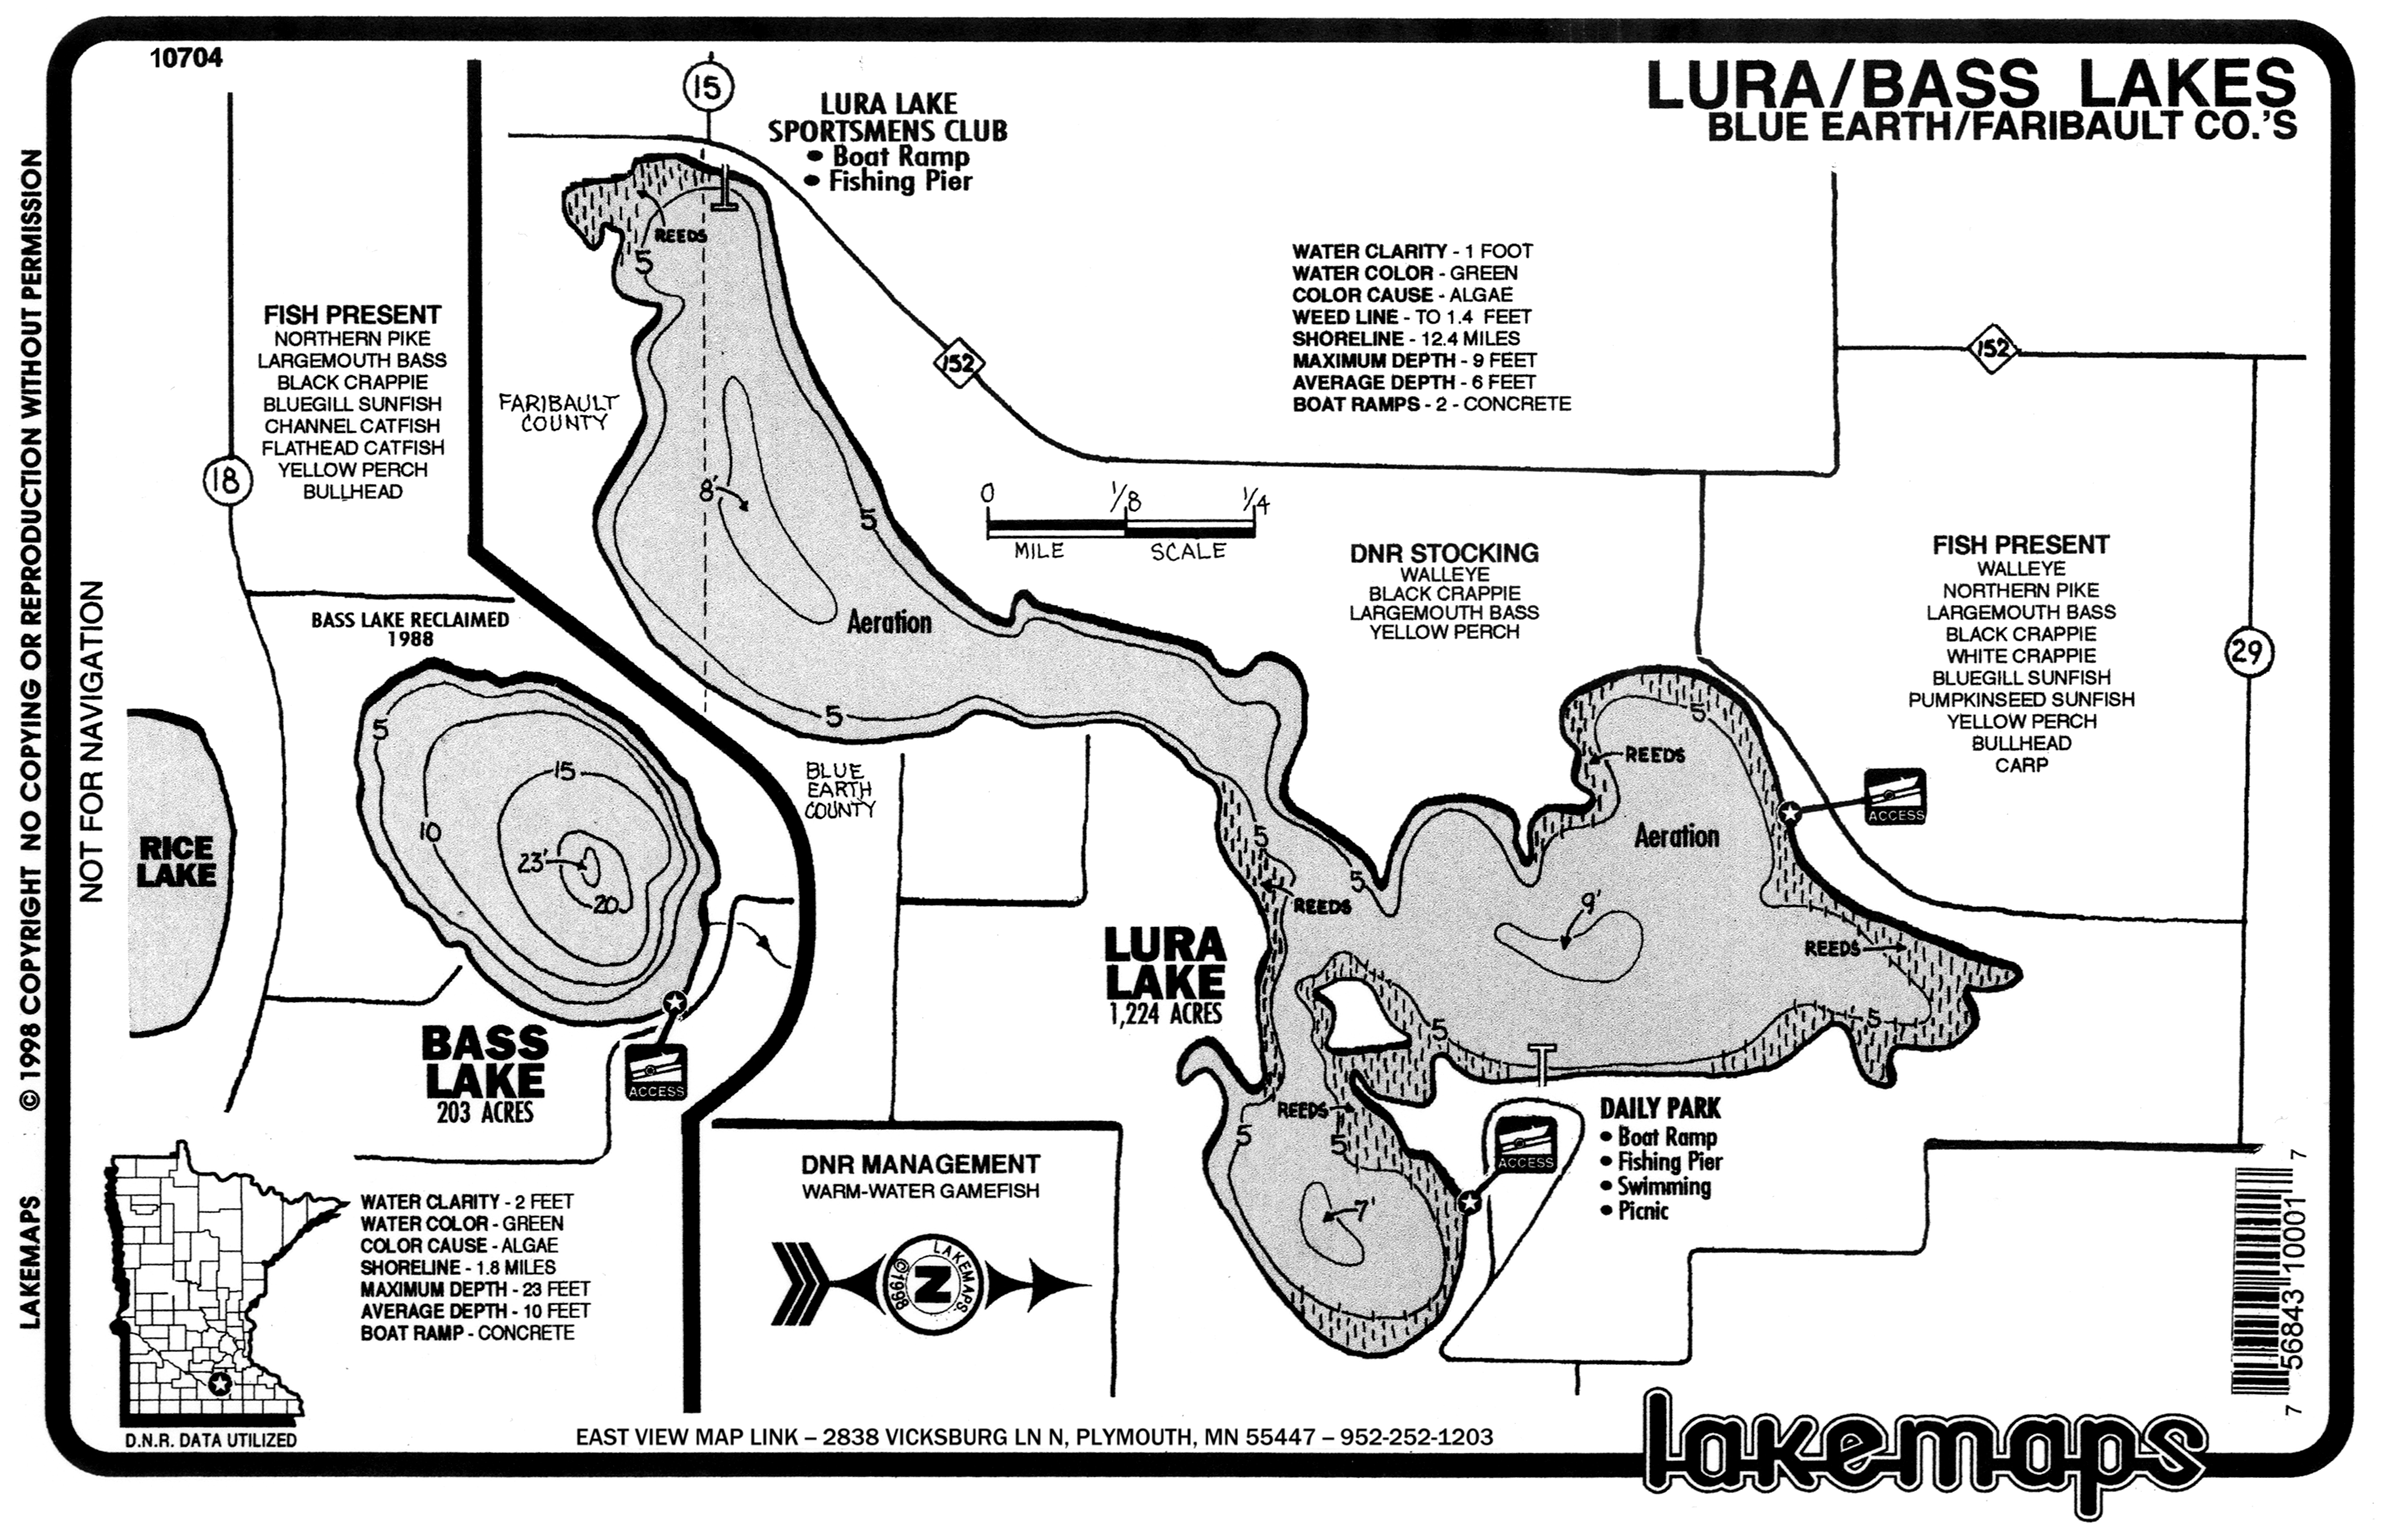 10704
LURA/BASS LAKES
BLUE EARTH/FARIBAULT CO.'S
15
LURA LAKE
SPORTSMENS CLUB
• Boat Ramp
• Fishing Pier
REEDS
5
WATER CLARITY - 1 FOOT
WATER COLOR - GREEN
COLOR CAUSE - ALGAE
WEED LINE - TO 1.4 FEET
SHORELINE - 12.4 MILES
MAXIMUM DEPTH - 9 FEET
AVERAGE DEPTH - 6 FEET
BOAT RAMPS - 2 - CONCRETE
152
152
FISH PRESENT
NORTHERN PIKE
LARGEMOUTH BASS
BLACK CRAPPIE
BLUEGILL SUNFISH
CHANNEL CATFISH
FLATHEAD CATFISH
YELLOW PERCH
BULLHEAD
18
FARIBAULT
COUNTY
8'
5
0 1/8 1/4
MILE SCALE
DNR STOCKING
WALLEYE
BLACK CRAPPIE
LARGEMOUTH BASS
YELLOW PERCH
FISH PRESENT
WALLEYE
NORTHERN PIKE
LARGEMOUTH BASS
BLACK CRAPPIE
WHITE CRAPPIE
BLUEGILL SUNFISH
PUMPKINSEED SUNFISH
YELLOW PERCH
BULLHEAD
CARP
29
BASS LAKE RECLAIMED
1988
Aeration
5
5
10
15
20
23'
RICE
LAKE
BLUE
EARTH
COUNTY
5
REEDS
Aeration
ACCESS
5
REEDS
5
9'
REEDS
LURA
LAKE
1,224 ACRES
5
5
BASS
LAKE
203 ACRES
ACCESS
REEDS
5
5
7'
ACCESS
DAILY PARK
• Boat Ramp
• Fishing Pier
• Swimming
• Picnic
DNR MANAGEMENT
WARM-WATER GAMEFISH
LAKEMAPS
©1998
N
WATER CLARITY - 2 FEET
WATER COLOR - GREEN
COLOR CAUSE - ALGAE
SHORELINE - 1.8 MILES
MAXIMUM DEPTH - 23 FEET
AVERAGE DEPTH - 10 FEET
BOAT RAMP - CONCRETE
D.N.R. DATA UTILIZED
EAST VIEW MAP LINK – 2838 VICKSBURG LN N, PLYMOUTH, MN 55447 – 952-252-1203
lakemaps
7 56843 10001 7
NOT FOR NAVIGATION
LAKEMAPS © 1998 COPYRIGHT NO COPYING OR REPRODUCTION WITHOUT PERMISSION